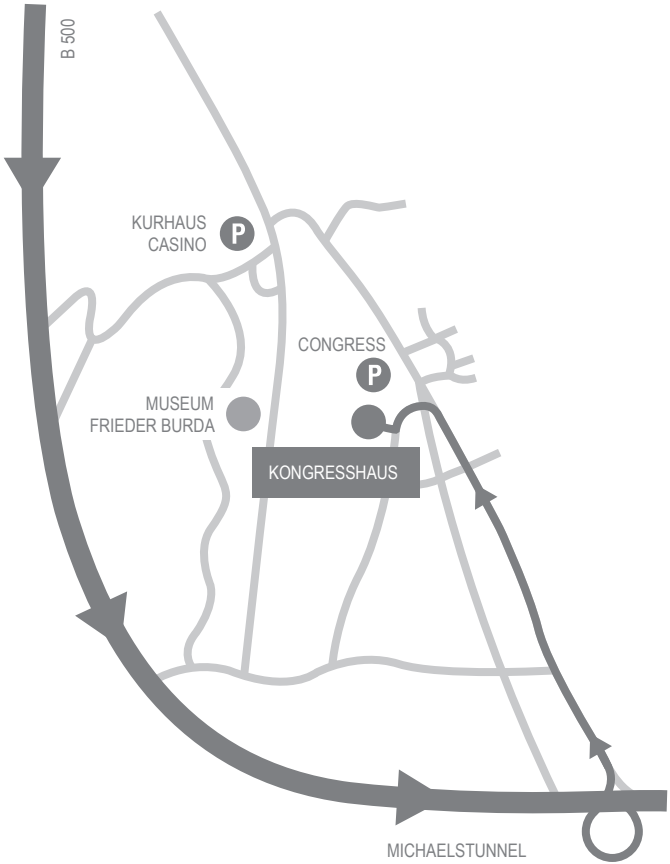 B 500
KURHAUS
CASINO
P
CONGRESS
P
MUSEUM
FRIEDER BURDA
KONGRESSHAUS
MICHAELSTUNNEL